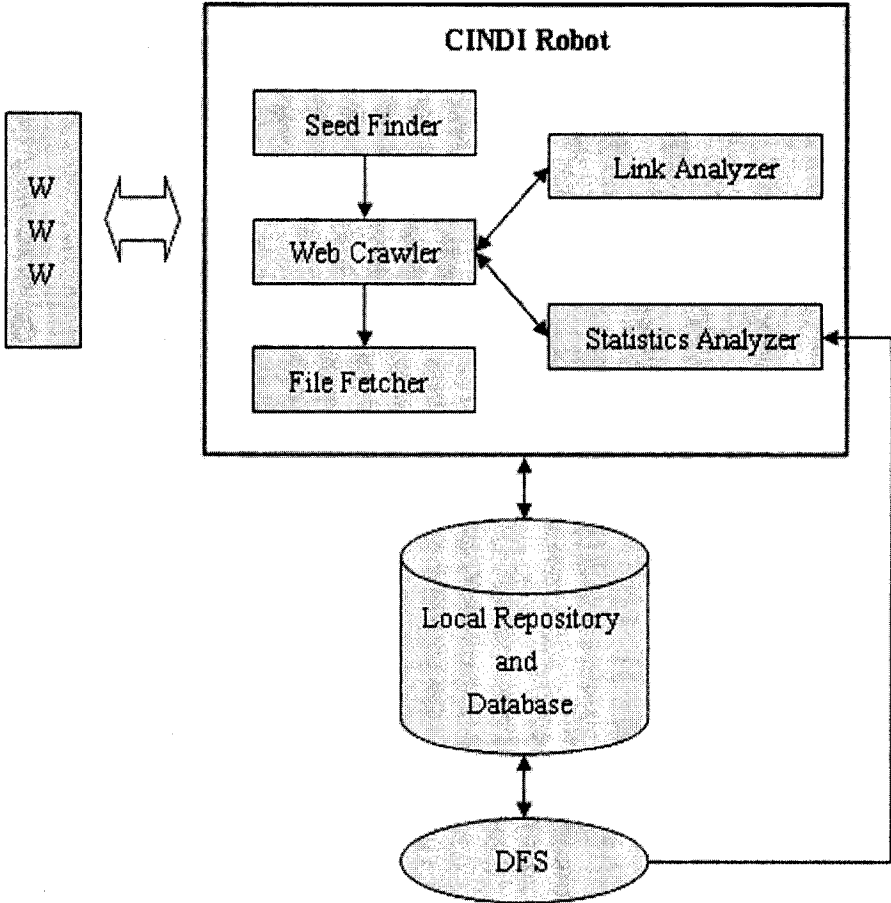 CINDI Robot
W
W
W
Seed Finder
Link Analyzer
Web Crawler
Statistics Analyzer
File Fetcher
Local Repository
and
Database
DFS